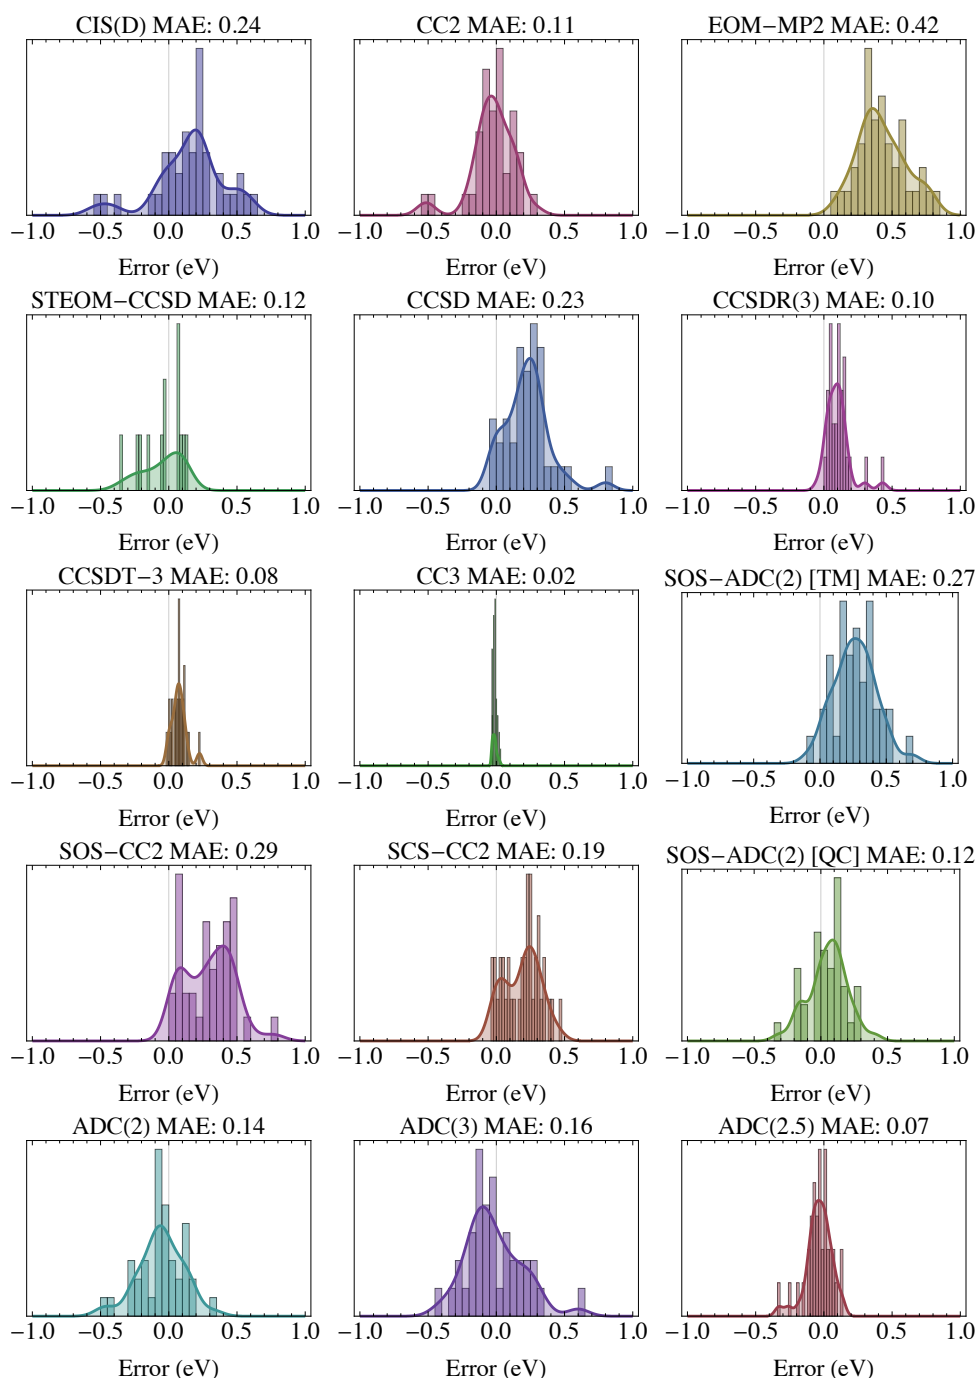 CIS(D) MAE: 0.24 CC2 MAE: 0.11 EOM−MP2 MAE: 0.42
−1.0 −0.5 0.0 0.5 1.0 −1.0 −0.5 0.0 0.5 1.0 −1.0 −0.5 0.0 0.5 1.0
Error (eV) Error (eV) Error (eV)
STEOM−CCSD MAE: 0.12 CCSD MAE: 0.23 CCSDR(3) MAE: 0.10
−1.0 −0.5 0.0 0.5 1.0 −1.0 −0.5 0.0 0.5 1.0 −1.0 −0.5 0.0 0.5 1.0
Error (eV) Error (eV) Error (eV)
CCSDT−3 MAE: 0.08 CC3 MAE: 0.02 SOS−ADC(2) [TM] MAE: 0.27
−1.0 −0.5 0.0 0.5 1.0 −1.0 −0.5 0.0 0.5 1.0 −1.0 −0.5 0.0 0.5 1.0
Error (eV) Error (eV) Error (eV)
SOS−CC2 MAE: 0.29 SCS−CC2 MAE: 0.19 SOS−ADC(2) [QC] MAE: 0.12
−1.0 −0.5 0.0 0.5 1.0 −1.0 −0.5 0.0 0.5 1.0 −1.0 −0.5 0.0 0.5 1.0
Error (eV) Error (eV) Error (eV)
ADC(2) MAE: 0.14 ADC(3) MAE: 0.16 ADC(2.5) MAE: 0.07
−1.0 −0.5 0.0 0.5 1.0 −1.0 −0.5 0.0 0.5 1.0 −1.0 −0.5 0.0 0.5 1.0
Error (eV) Error (eV) Error (eV)